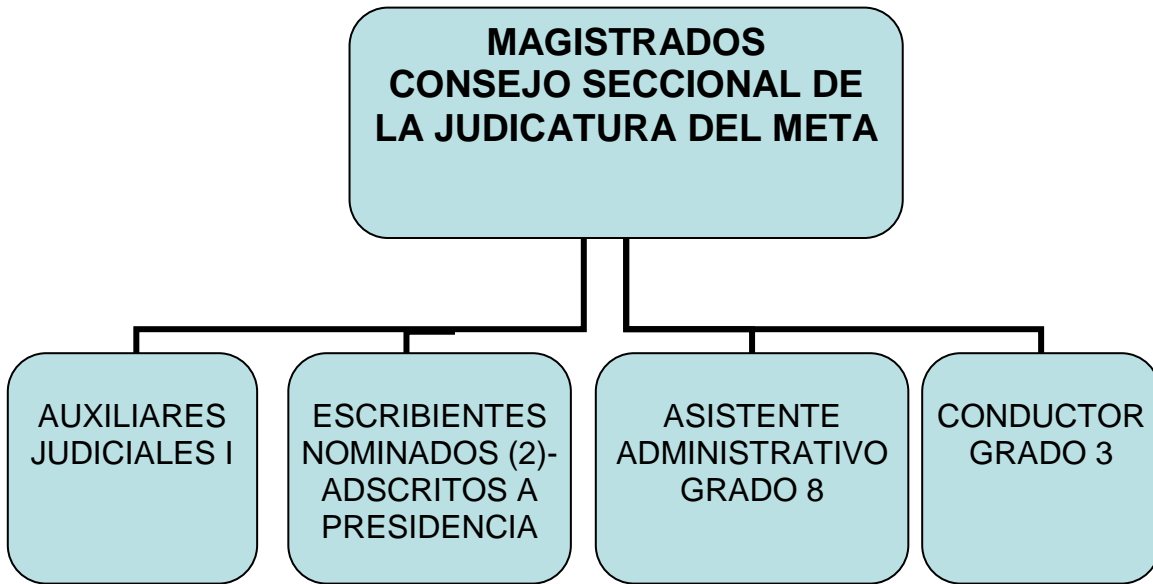 MAGISTRADOS
CONSEJO SECCIONAL DE
LA JUDICATURA DEL META
AUXILIARES
JUDICIALES I
ESCRIBIENTES
NOMINADOS (2)-
ADSCRITOS A
PRESIDENCIA
ASISTENTE
ADMINISTRATIVO
GRADO 8
CONDUCTOR
GRADO 3